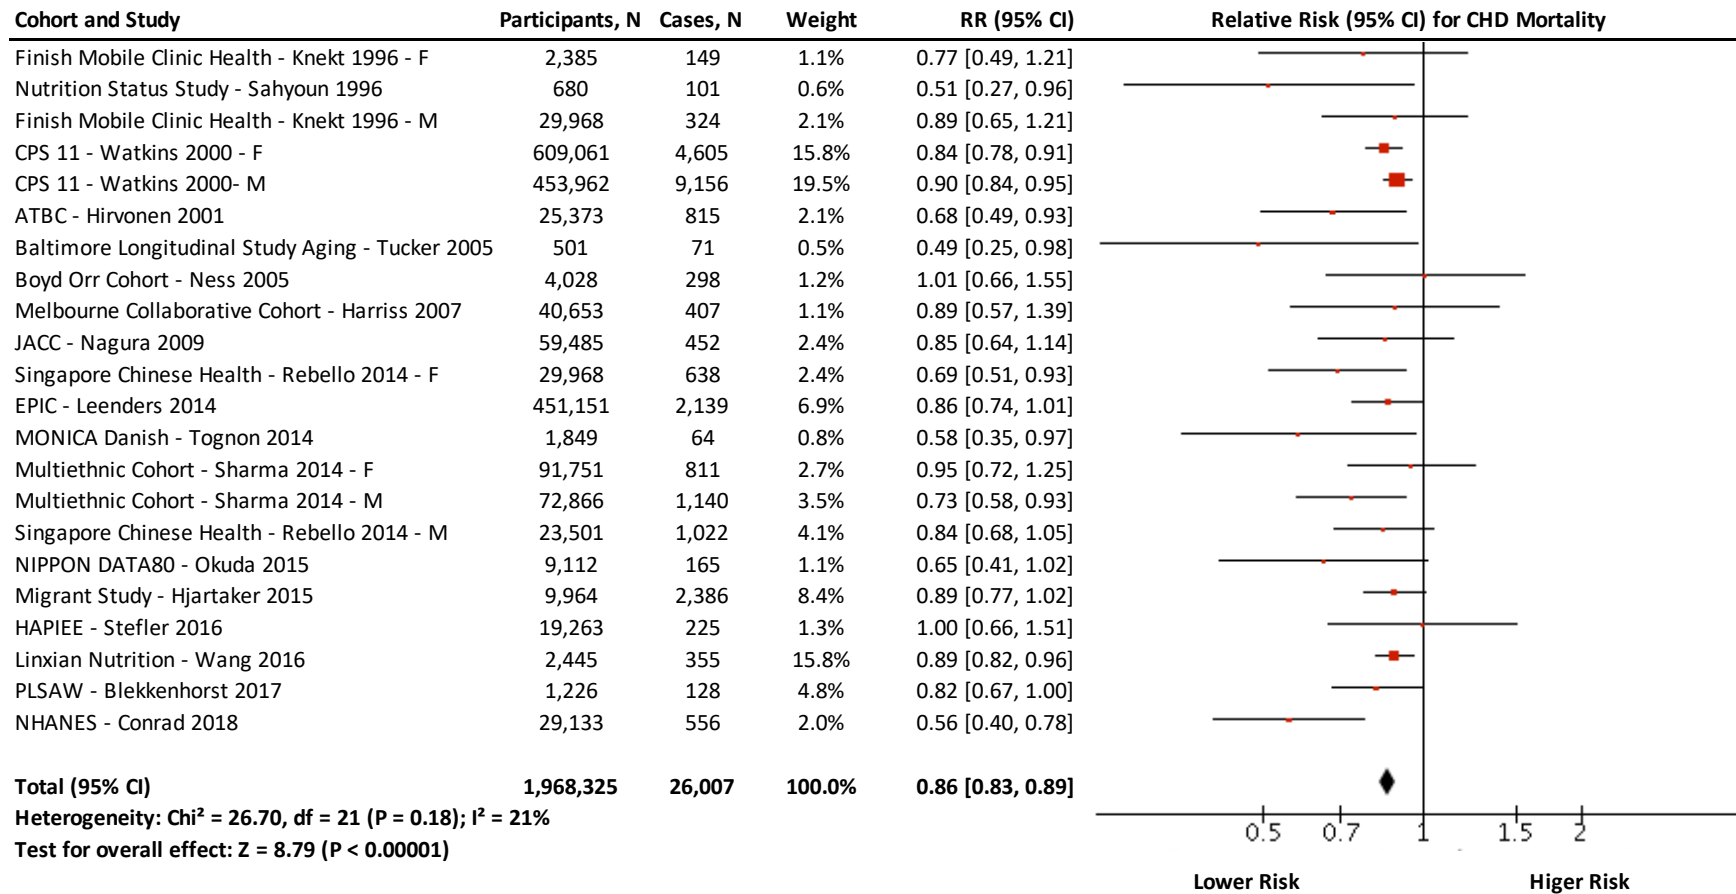 Cohort and Study Participants, N Cases, N Weight RR (95% CI) Relative Risk (95% CI) for CHD Mortality
Finish Mobile Clinic Health - Knekt 1996 - F 2,385 149 1.1% 0.77 [0.49, 1.21]
Nutrition Status Study - Sahyoun 1996 680 101 0.6% 0.51 [0.27, 0.96]
Finish Mobile Clinic Health - Knekt 1996 - M 29,968 324 2.1% 0.89 [0.65, 1.21]
CPS 11 - Watkins 2000 - F 609,061 4,605 15.8% 0.84 [0.78, 0.91]
CPS 11 - Watkins 2000- M 453,962 9,156 19.5% 0.90 [0.84, 0.95]
ATBC - Hirvonen 2001 25,373 815 2.1% 0.68 [0.49, 0.93]
Baltimore Longitudinal Study Aging - Tucker 2005 501 71 0.5% 0.49 [0.25, 0.98]
Boyd Orr Cohort - Ness 2005 4,028 298 1.2% 1.01 [0.66, 1.55]
Melbourne Collaborative Cohort - Harriss 2007 40,653 407 1.1% 0.89 [0.57, 1.39]
JACC - Nagura 2009 59,485 452 2.4% 0.85 [0.64, 1.14]
Singapore Chinese Health - Rebello 2014 - F 29,968 638 2.4% 0.69 [0.51, 0.93]
EPIC - Leenders 2014 451,151 2,139 6.9% 0.86 [0.74, 1.01]
MONICA Danish - Tognon 2014 1,849 64 0.8% 0.58 [0.35, 0.97]
Multiethnic Cohort - Sharma 2014 - F 91,751 811 2.7% 0.95 [0.72, 1.25]
Multiethnic Cohort - Sharma 2014 - M 72,866 1,140 3.5% 0.73 [0.58, 0.93]
Singapore Chinese Health - Rebello 2014 - M 23,501 1,022 4.1% 0.84 [0.68, 1.05]
NIPPON DATA80 - Okuda 2015 9,112 165 1.1% 0.65 [0.41, 1.02]
Migrant Study - Hjartaker 2015 9,964 2,386 8.4% 0.89 [0.77, 1.02]
HAPIEE - Stefler 2016 19,263 225 1.3% 1.00 [0.66, 1.51]
Linxian Nutrition - Wang 2016 2,445 355 15.8% 0.89 [0.82, 0.96]
PLSAW - Blekkenhorst 2017 1,226 128 4.8% 0.82 [0.67, 1.00]
NHANES - Conrad 2018 29,133 556 2.0% 0.56 [0.40, 0.78]
Total (95% CI) 1,968,325 26,007 100.0% 0.86 [0.83, 0.89]
Heterogeneity: Chi² = 26.70, df = 21 (P = 0.18); I² = 21%
0.5 0.7 1 1.5 2
Test for overall effect: Z = 8.79 (P < 0.00001)
Lower Risk Higer Risk